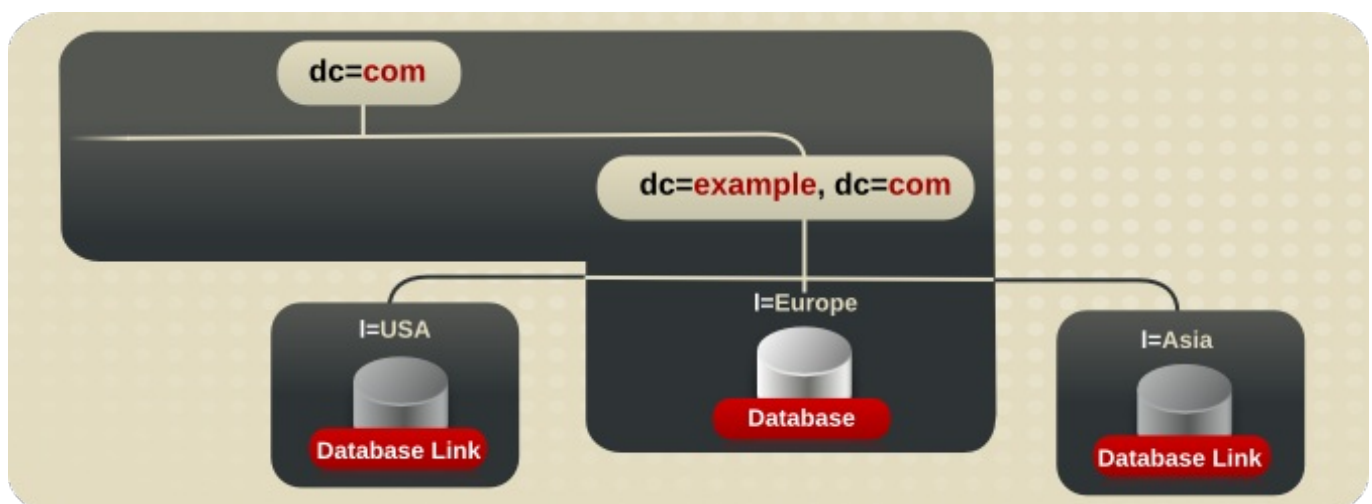 dc=com
dc=example, dc=com
l=Europe
l=USA
l=Asia
Database
Database Link
Database Link